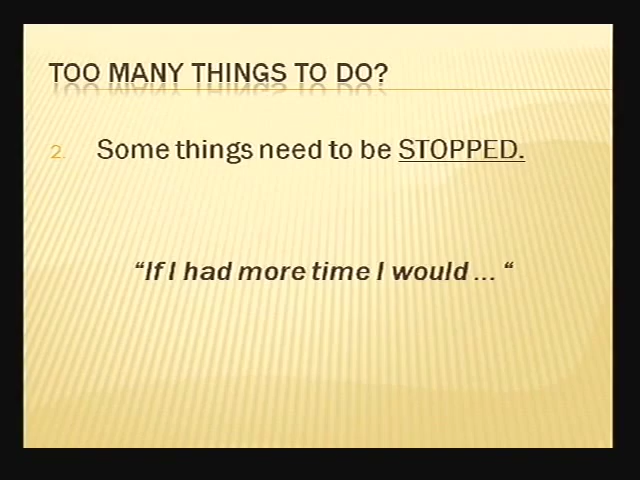 TOO MANY THINGS TO DO?
2. Some things need to be STOPPED.
“If I had more time I would ... “